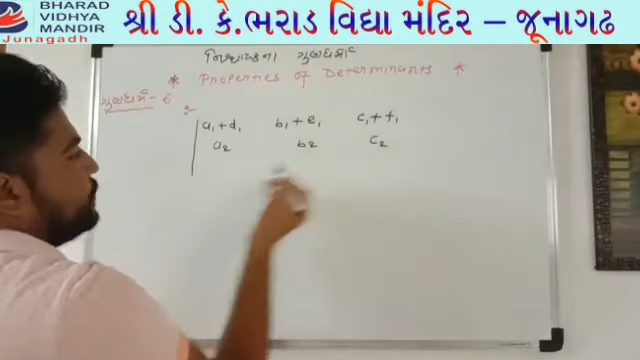 BHARAD
VIDHYA
MANDIR
Junagadh
શ્રી ડી. કે.ભરાડ વિદ્યા મંદિર – જૂનાગઢ
નિશ્ચાયકના ગુણધર્મો
* Properties of Determinants *
ગુણધર્મ - 6 :-
a₁+d₁ b₁+e₁ c₁+f₁
a₂ b₂ c₂